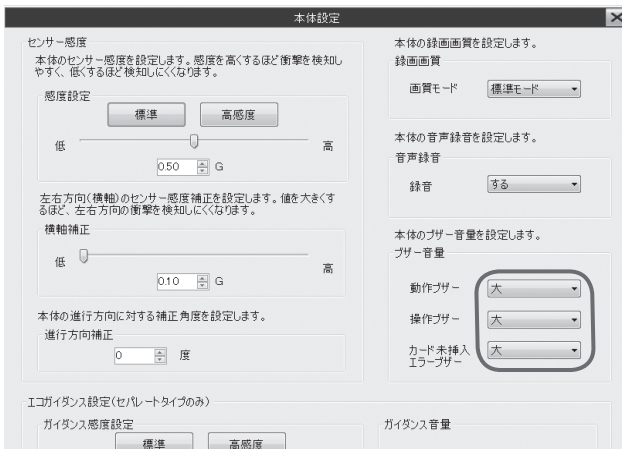 本体設定
センサー感度
本体のセンサー感度を設定します。感度を高くするほど衝撃を検知し
やすく、低くするほど検知しにくくなります。
感度設定
標準
高感度
低
高
0.50 G
左右方向(横軸)のセンサー感度補正を設定します。値を大きくす
るほど、左右方向の衝撃を検知しにくくなります。
横軸補正
低
高
0.10 G
本体の進行方向に対する補正角度を設定します。
進行方向補正
0 度
本体の録画画質を設定します。
録画画質
画質モード 標準モード
本体の音声録音を設定します。
音声録音
録音 する
本体のブザー音量を設定します。
ブザー音量
動作ブザー 大
操作ブザー 大
カード未挿入 大
エラーブザー
エコガイダンス設定(セパレートタイプのみ)
ガイダンス感度設定
標準
高感度
ガイダンス音量